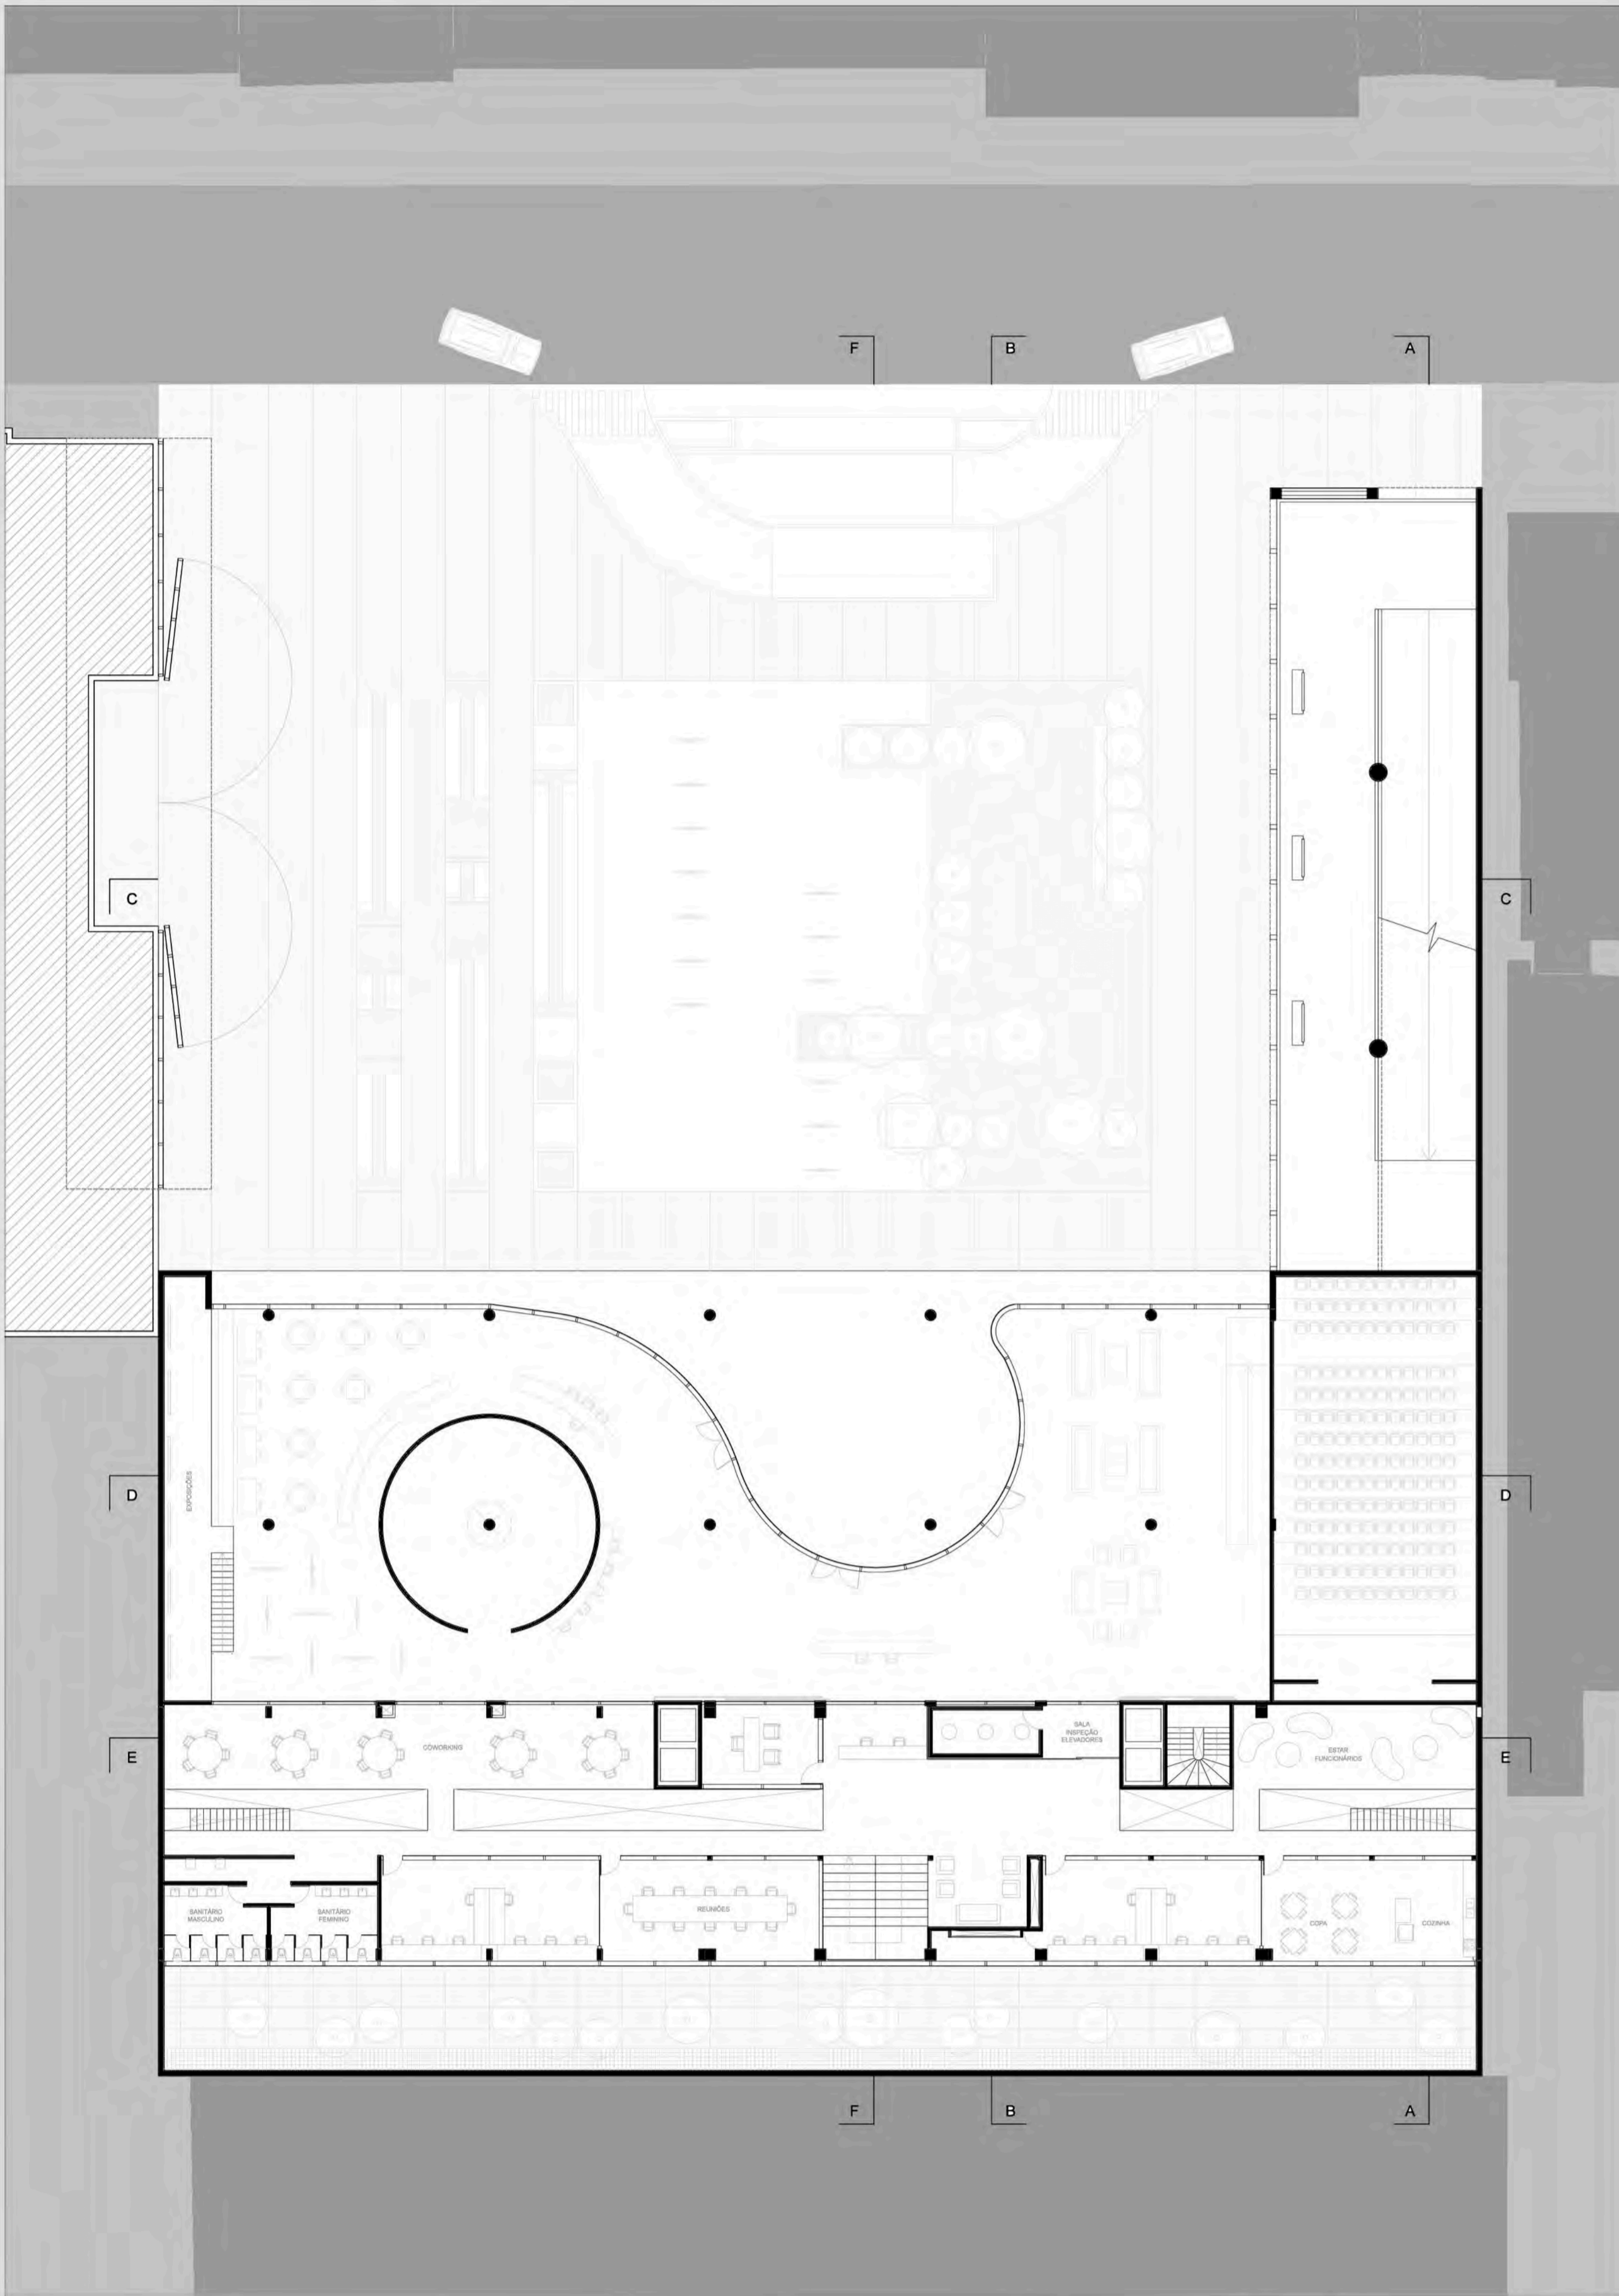 F
B
A
C
C
EXPOSIÇÕES
D
D
SALA
INSPEÇÃO
ELEVADORES
COWORKING
ESTAR
FUNCIONÁRIOS
E
E
SANITÁRIO
MASCULINO
SANITÁRIO
FEMININO
REUNIÕES
COPA
COZINHA
F
B
A